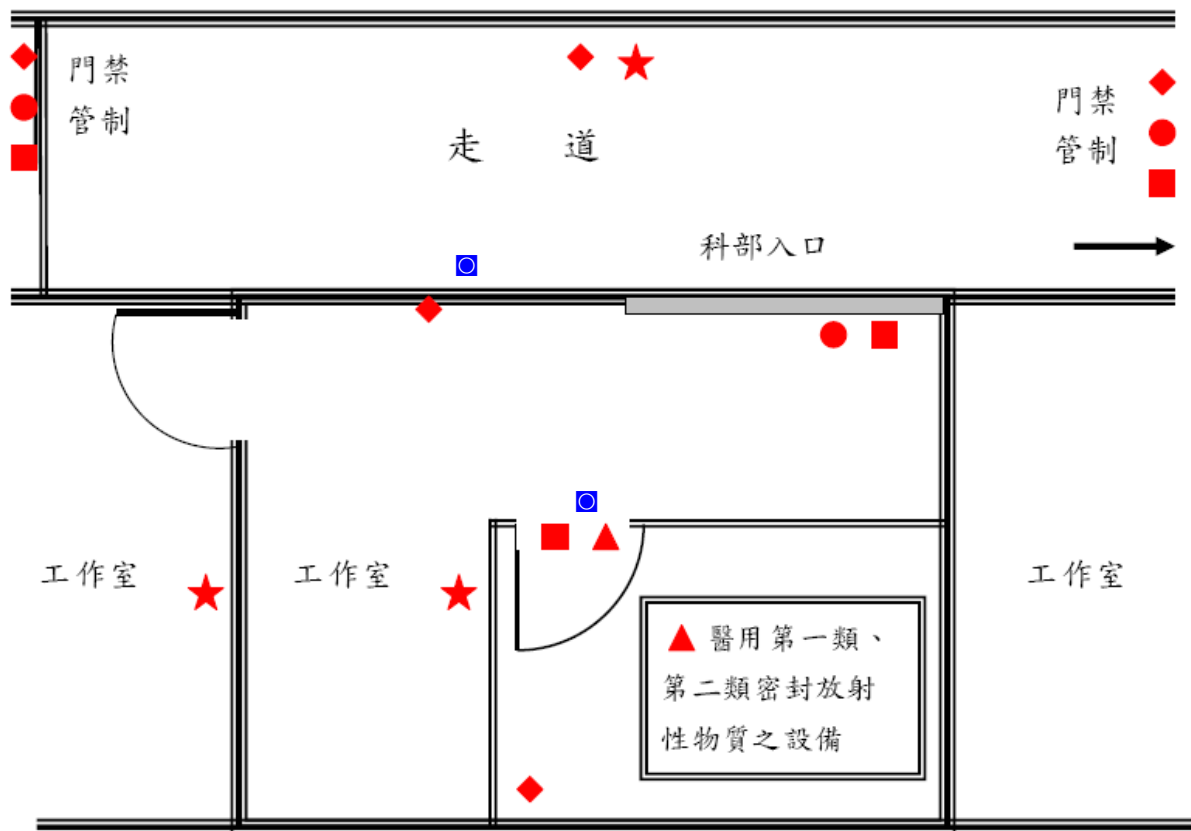 門禁
管制
走 道
門禁
管制
科部入口
工作室
工作室
工作室
醫用第一類、
第二類密封放射
性物質之設備